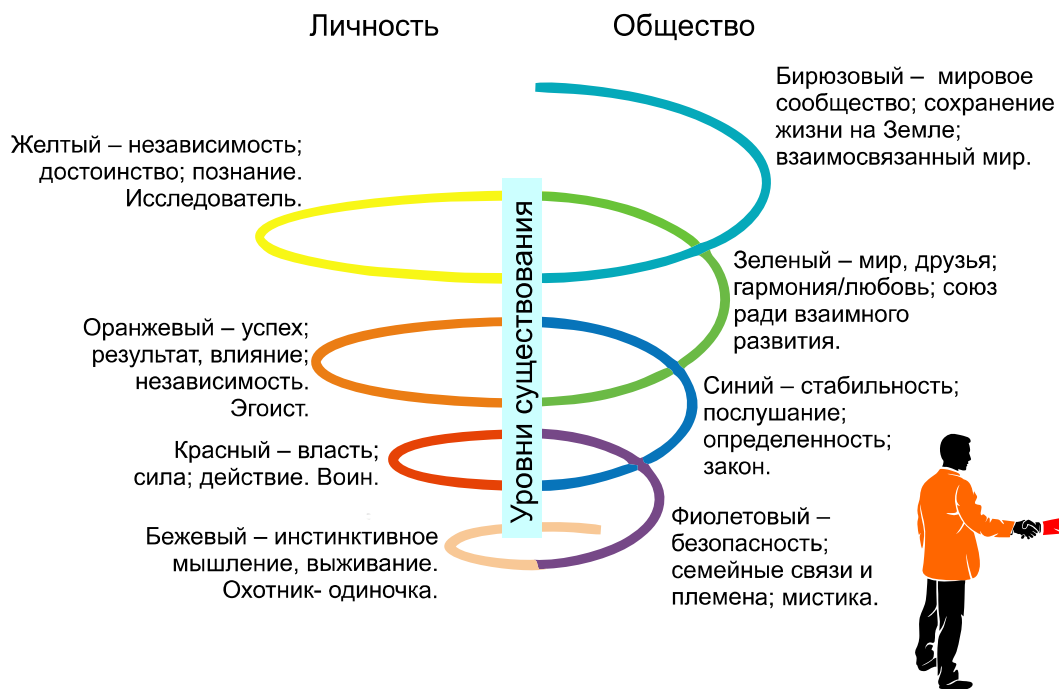 Личность
Общество
Бирюзовый – мировое
сообщество; сохранение
жизни на Земле;
взаимосвязанный мир.
Желтый – независимость;
достоинство; познание.
Исследователь.
Уровни существования
Зеленый – мир, друзья;
гармония/любовь; союз
ради взаимного
развития.
Оранжевый – успех;
результат, влияние;
независимость.
Эгоист.
Синий – стабильность;
послушание;
определенность;
закон.
Красный – власть;
сила; действие. Воин.
Фиолетовый –
безопасность;
семейные связи и
племена; мистика.
Бежевый – инстинктивное
мышление, выживание.
Охотник- одиночка.